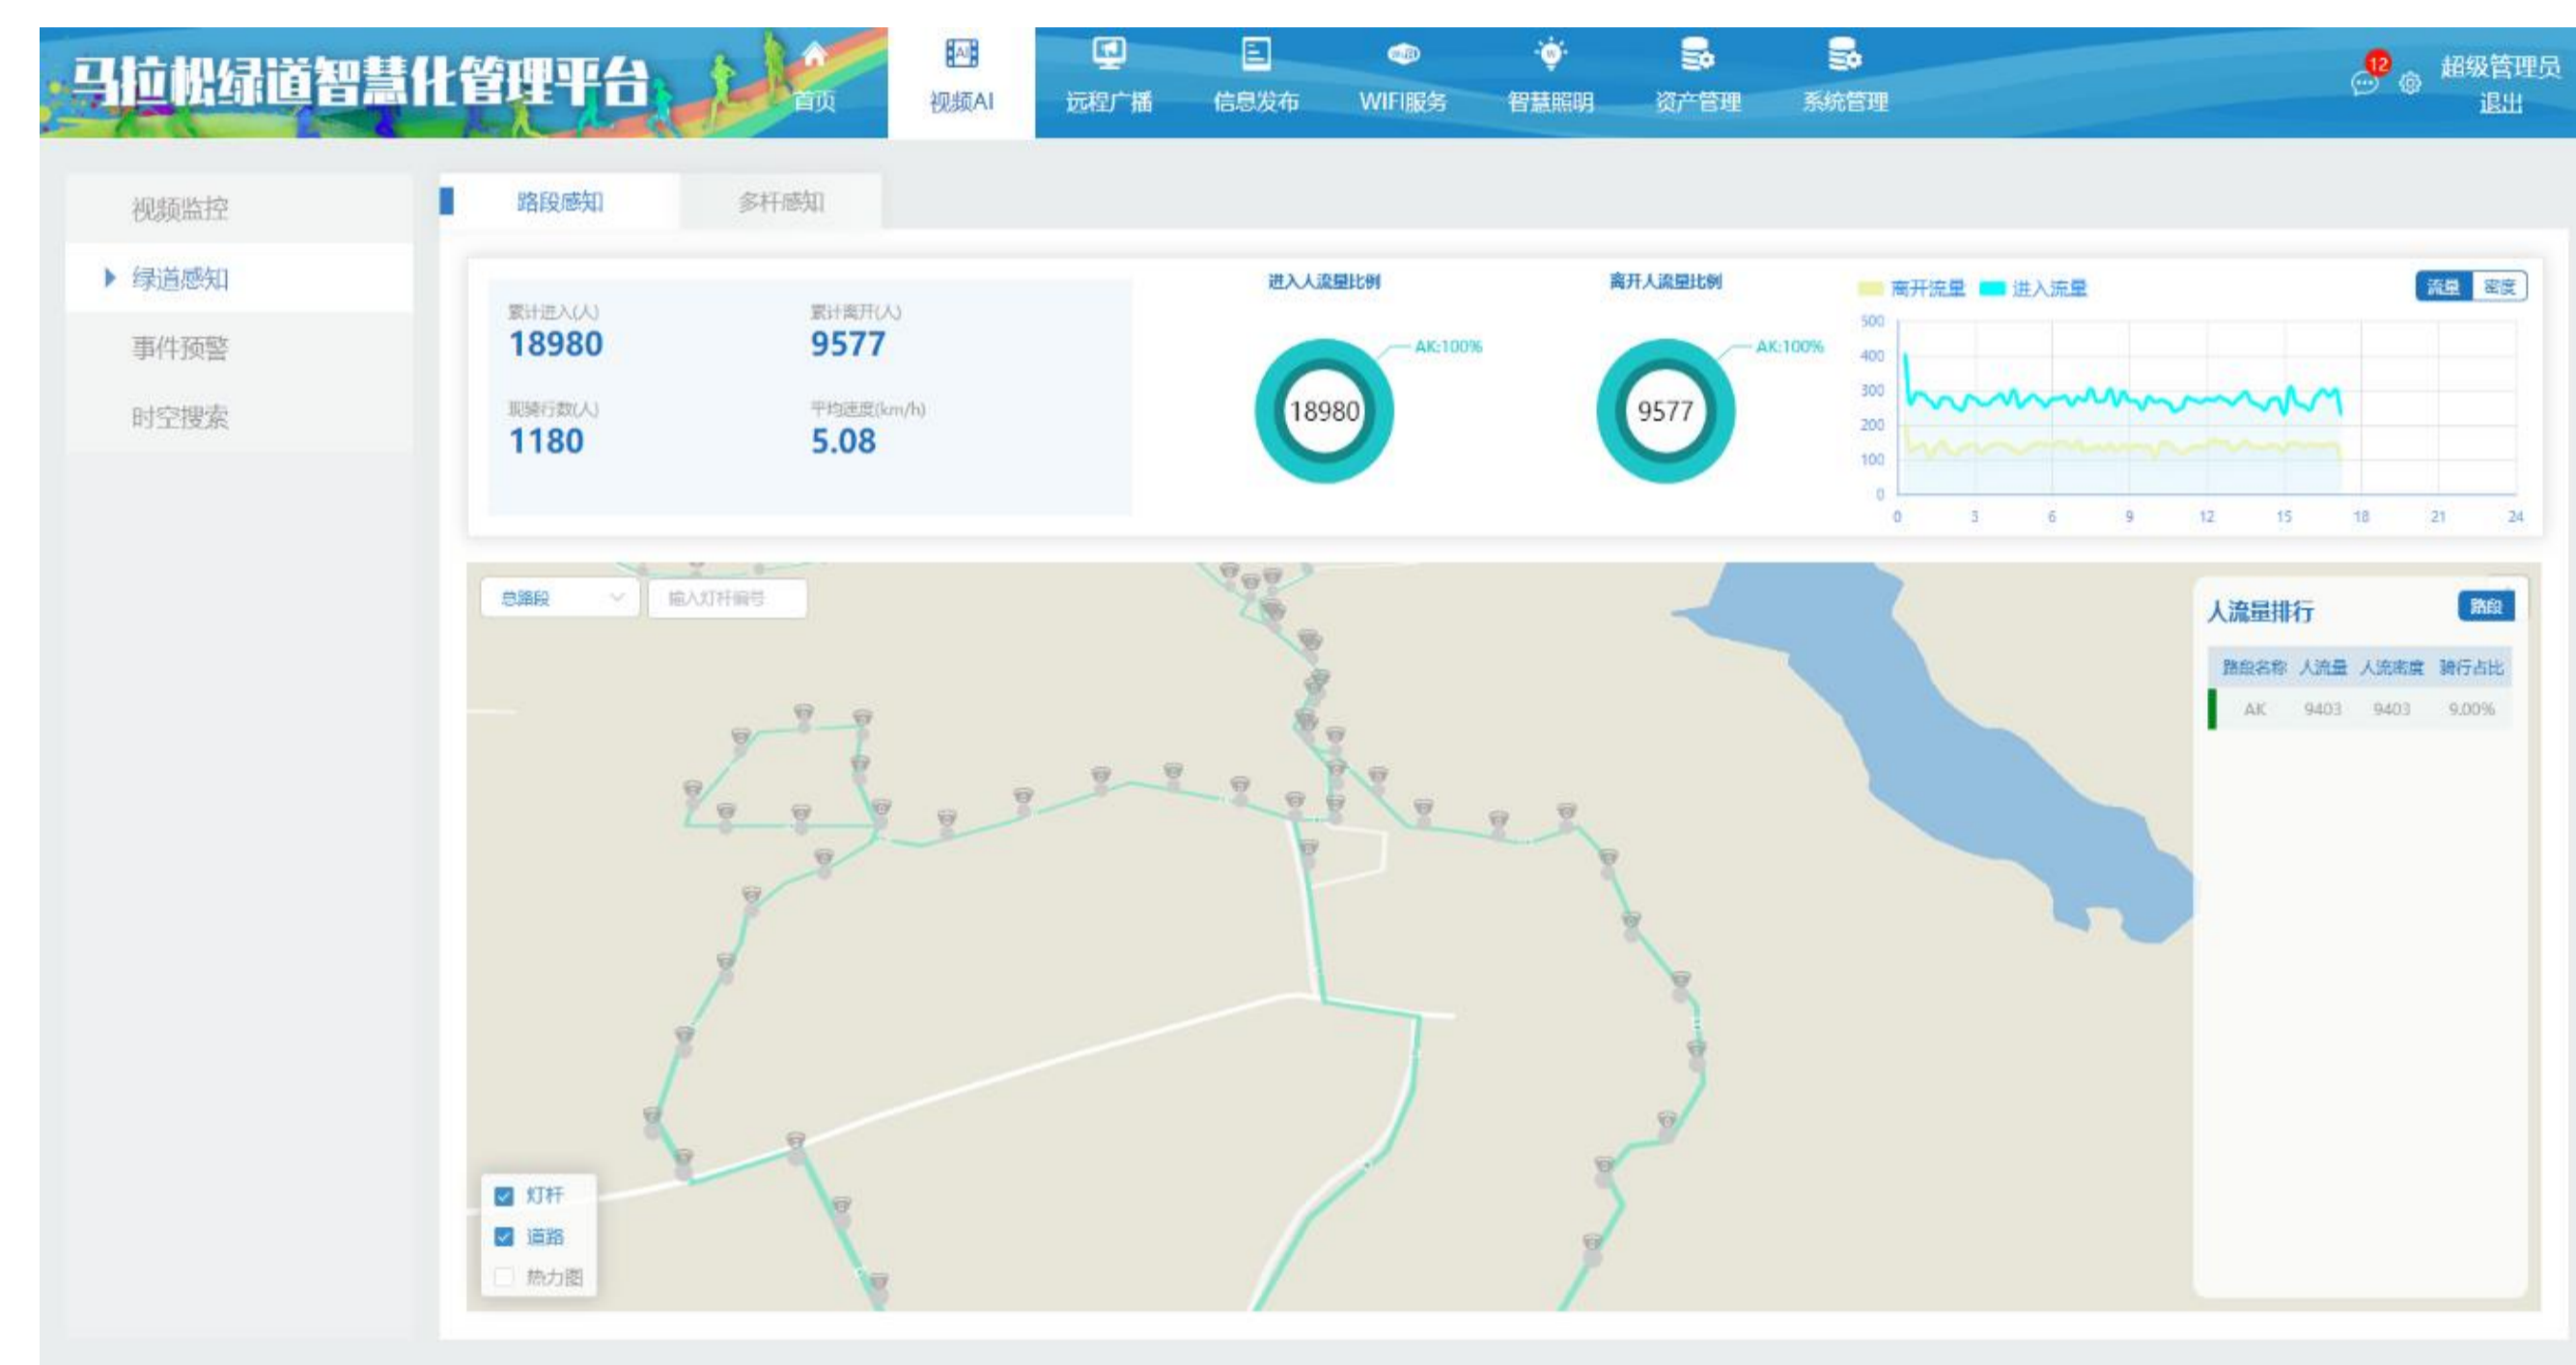 马拉松绿道智慧化管理平台
首页
视频AI
远程广播
信息发布
WIFI服务
智慧照明
资产管理
系统管理
12
超级管理员
退出
视频监控
绿道感知
事件预警
时空搜索
路段感知
多杆感知
累计进入(人)
18980
累计离开(人)
9577
现骑行数(人)
1180
平均速度(km/h)
5.08
进入人流量比例
AK:100%
18980
离开人流量比例
AK:100%
9577
离开流量 进入流量
流量 密度
500
400
300
200
100
0
0 3 6 9 12 15 18 21 24
总路段
输入灯杆编号
人流量排行
路段
路段名称 人流量 人流密度 骑行占比
AK 9403 9403 9.00%
灯杆
道路
热力图